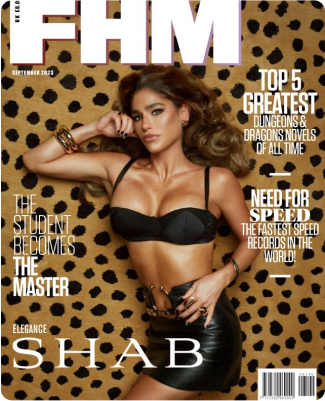 FHM
SEPTEMBER 2023
TOP 5
GREATEST
DUNGEONS &
DRAGONS NOVELS
OF ALL TIME
NEED FOR
SPEED
THE FASTEST SPEED
RECORDS IN THE
WORLD!
THE
STUDENT
BECOMES
THE
MASTER
ELEGANCE
SHAB